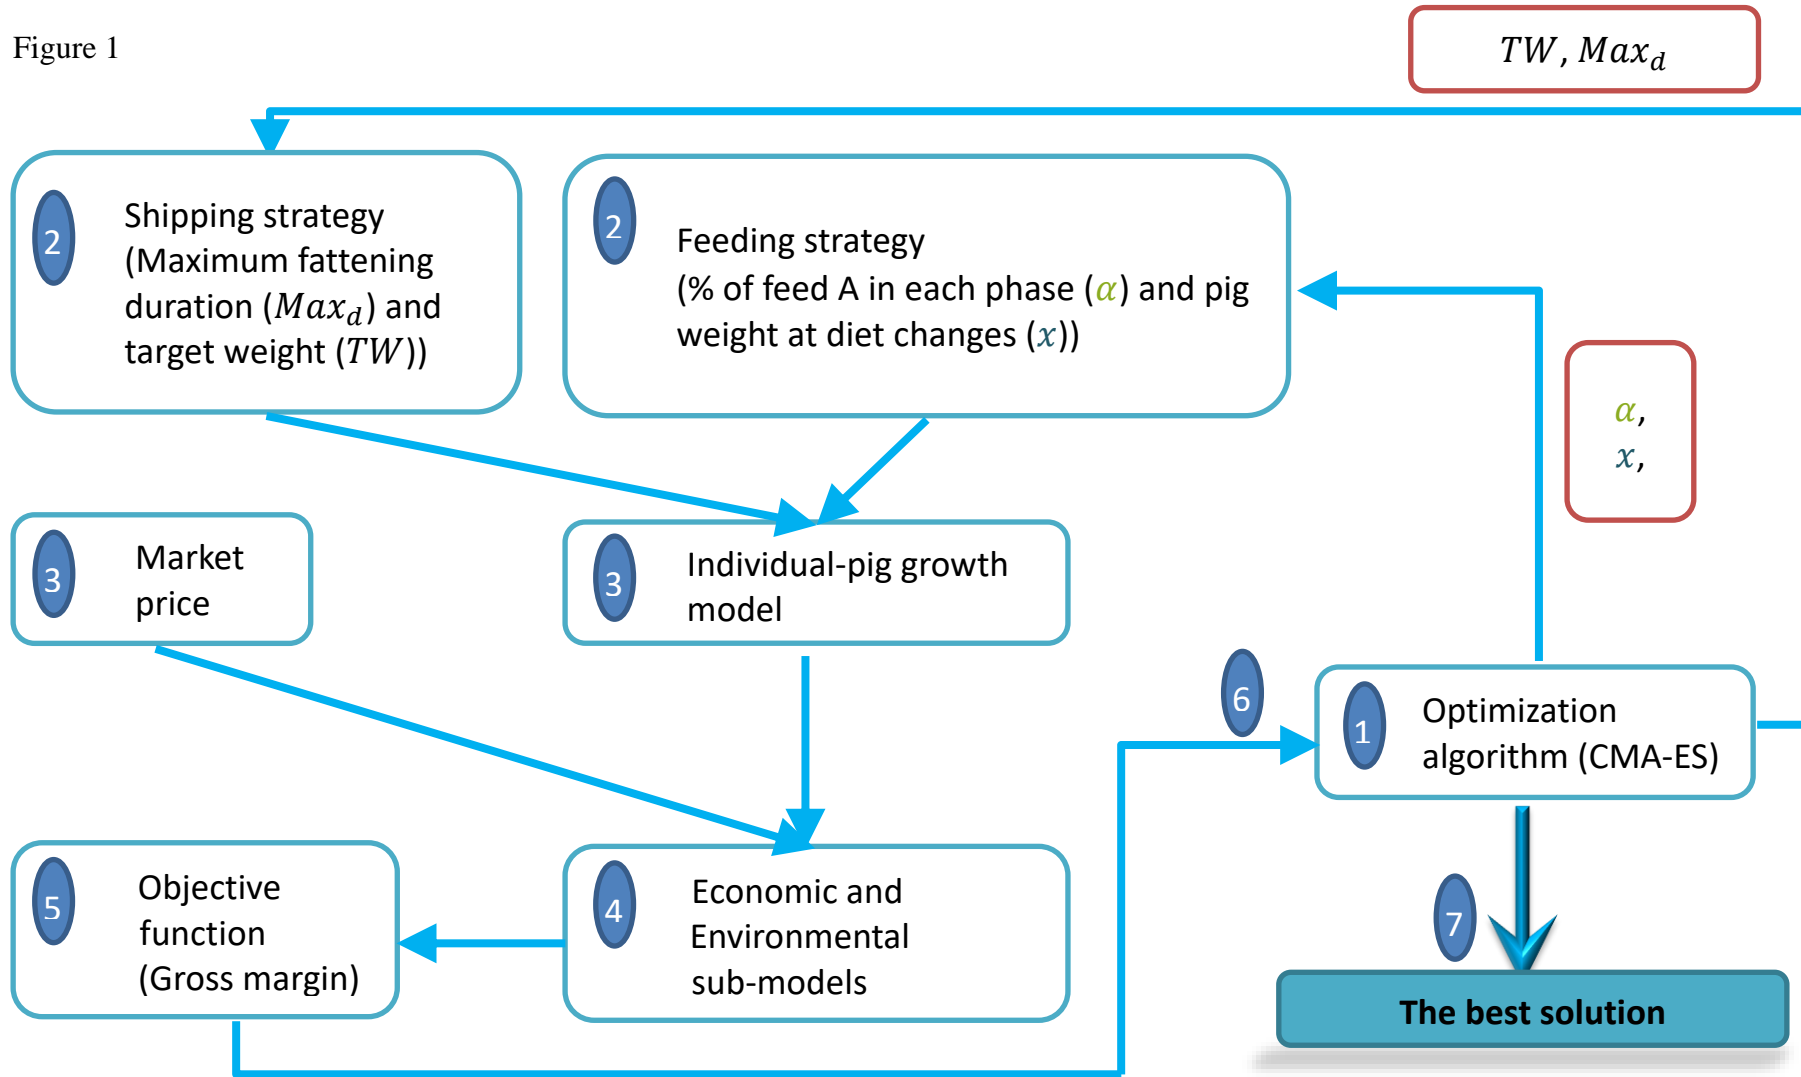 Figure 1
TW, Max_d
2
Shipping strategy
(Maximum fattening
duration (Max_d) and
target weight (TW))
2
Feeding strategy
(% of feed A in each phase (α) and pig
weight at diet changes (x))
α,
x,
3
Market
price
3
Individual-pig growth
model
6
1
Optimization
algorithm (CMA-ES)
5
Objective
function
(Gross margin)
4
Economic and
Environmental
sub-models
7
The best solution